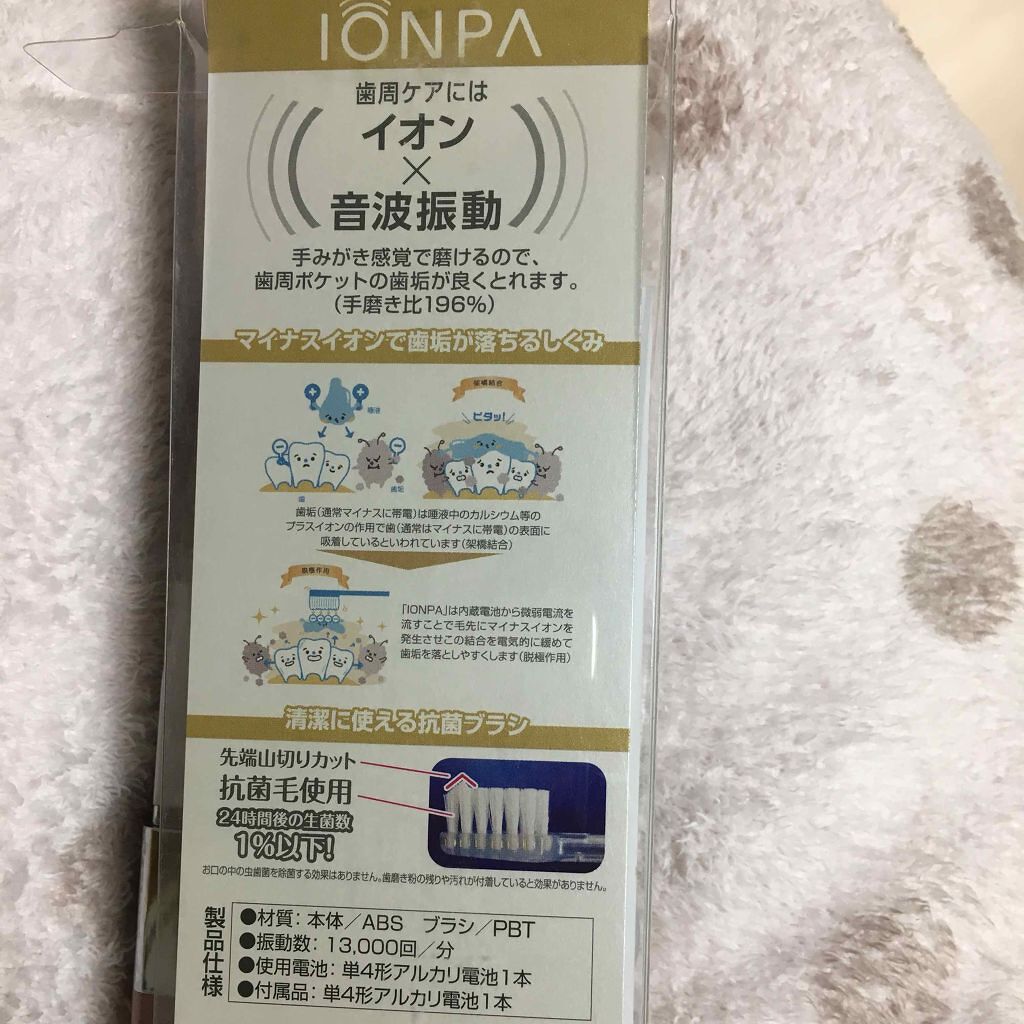 IONPA
歯周ケアには
イオン
×
音波振動
手みがき感覚で磨けるので、
歯周ポケットの歯垢が良くとれます。
(手磨き比196%)
マイナスイオンで歯垢が落ちるしくみ
架橋結合
唾液
ピタッ!
歯垢
歯
歯垢(通常マイナスに帯電)は唾液中のカルシウム等の
プラスイオンの作用で歯(通常はマイナスに帯電)の表面に
吸着しているといわれています(架橋結合)
脱極作用
「IONPA」は内蔵電池から微弱電流を
流すことで毛先にマイナスイオンを
発生させこの結合を電気的に緩めて
歯垢を落としやすくします(脱極作用)
清潔に使える抗菌ブラシ
先端山切りカット
抗菌毛使用
24時間後の生菌数
1%以下!
お口の中の虫歯菌を除菌する効果はありません。歯磨き粉の残りや汚れが付着していると効果がありません。
製品仕様
●材質: 本体/ABS ブラシ/PBT
●振動数: 13,000回/分
●使用電池: 単4形アルカリ電池1本
●付属品: 単4形アルカリ電池1本